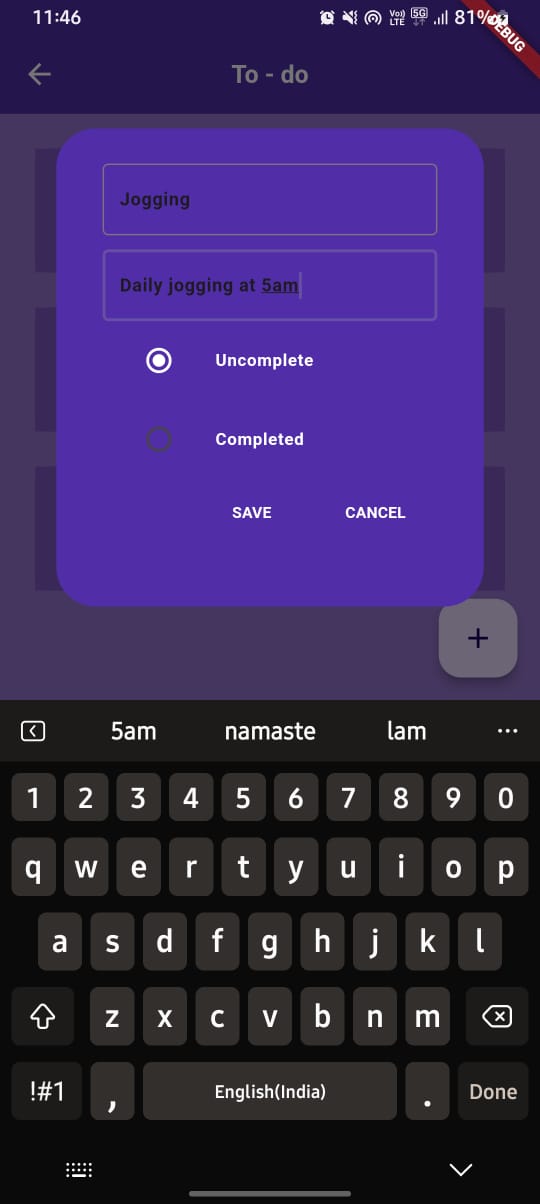 11:46
Vo)) LTE 5G 81%
DEBUG
To - do
Jogging
Daily jogging at 5am
Uncomplete
Completed
SAVE CANCEL
+
5am namaste lam ...
1 2 3 4 5 6 7 8 9 0
q w e r t y u i o p
a s d f g h j k l
z x c v b n m
!#1 , English(India) . Done